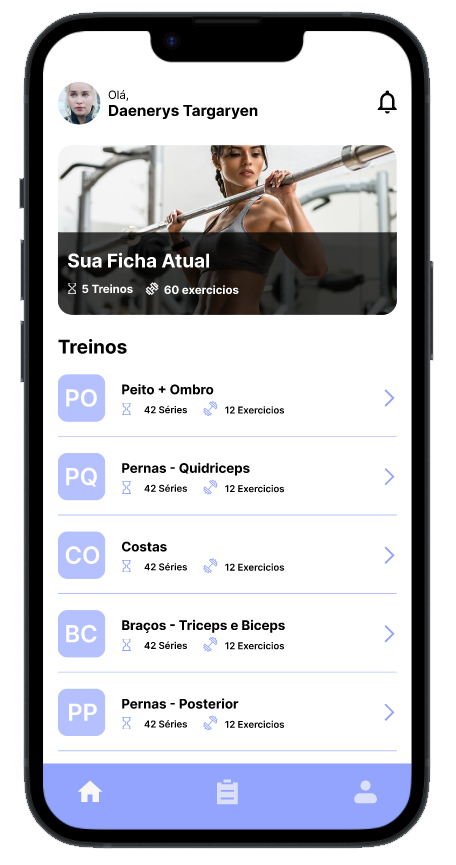 Olá,
Daenerys Targaryen
Sua Ficha Atual
5 Treinos 60 exercicios
Treinos
PO
Peito + Ombro
42 Séries 12 Exercicios
PQ
Pernas - Quidriceps
42 Séries 12 Exercicios
CO
Costas
42 Séries 12 Exercicios
BC
Braços - Triceps e Biceps
42 Séries 12 Exercicios
PP
Pernas - Posterior
42 Séries 12 Exercicios